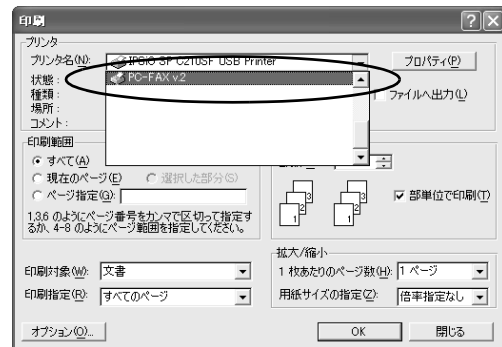 印刷
プリンタ
プリンタ名(N): IPSiO SP C210SF USB Printer プロパティ(P)
状態: PC-FAX v.2
種類: ファイルへ出力(L)
場所:
コメント:
印刷範囲
すべて(A)
現在のページ(E) 選択した部分(S)
ページ指定(G):
1,3,6 のようにページ番号をカンマで区切って指定す
るか、4-8 のようにページ範囲を指定してください。
部単位で印刷(T)
拡大/縮小
印刷対象(W): 文書 1 枚あたりのページ数(H): 1 ページ
印刷指定(R): すべてのページ 用紙サイズの指定(Z): 倍率指定なし
オプション(O)... OK 閉じる